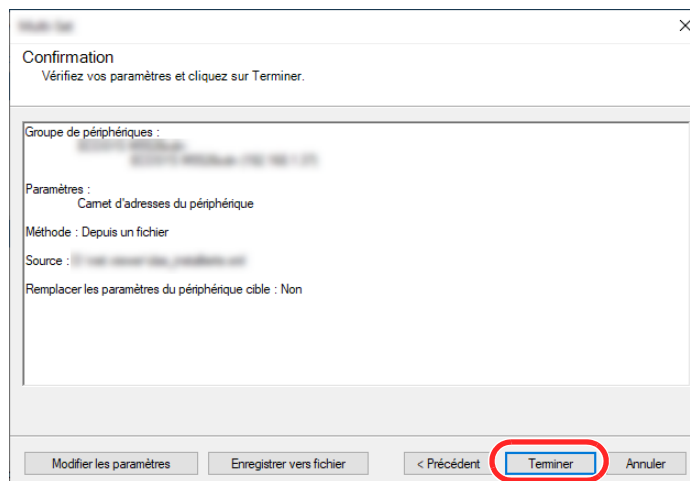 Confirmation
Vérifiez vos paramètres et cliquez sur Terminer.
Groupe de périphériques :
Paramètres :
Carnet d'adresses du périphérique
Méthode : Depuis un fichier
Source :
Remplacer les paramètres du périphérique cible : Non
Modifier les paramètres
Enregistrer vers fichier
< Précédent
Terminer
Annuler